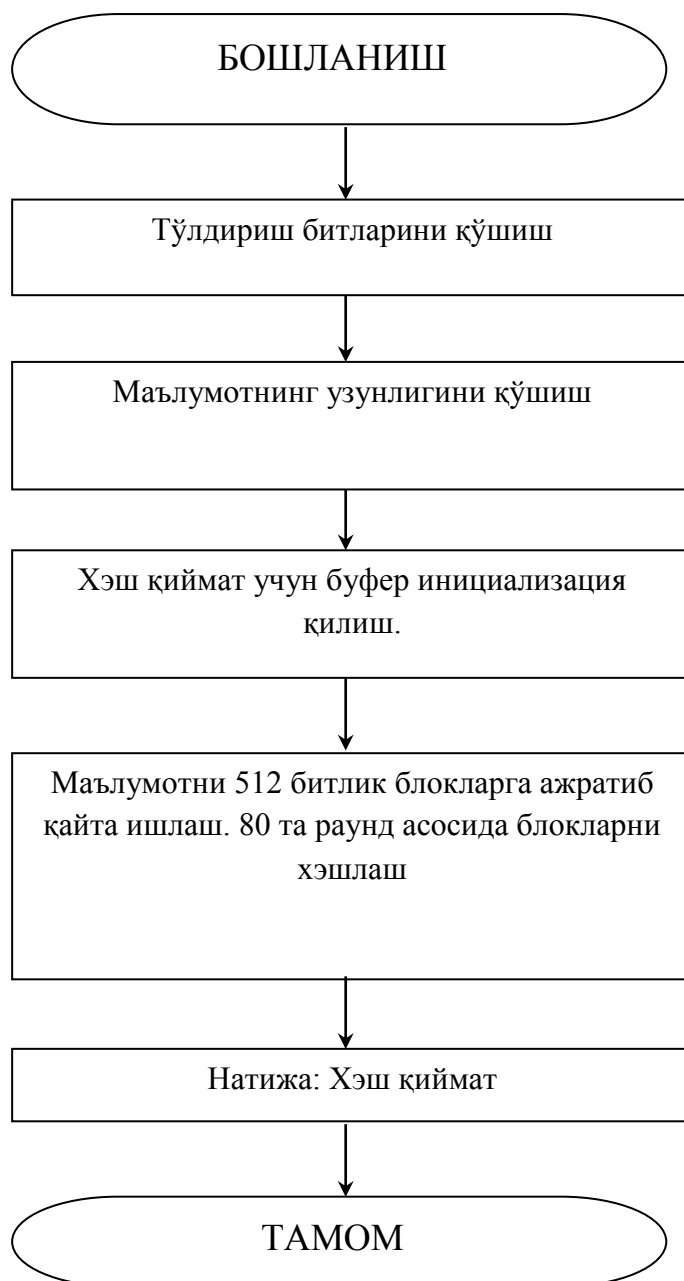 БОШЛАНИШ
Тўлдириш битларини қўшиш
Маълумотнинг узунлигини қўшиш
Хэш қиймат учун буфер инициализация
қилиш.
Маълумотни 512 битлик блокларга ажратиб
қайта ишлаш. 80 та раунд асосида блокларни
хэшлаш
Натижа: Хэш қиймат
ТАМОМ